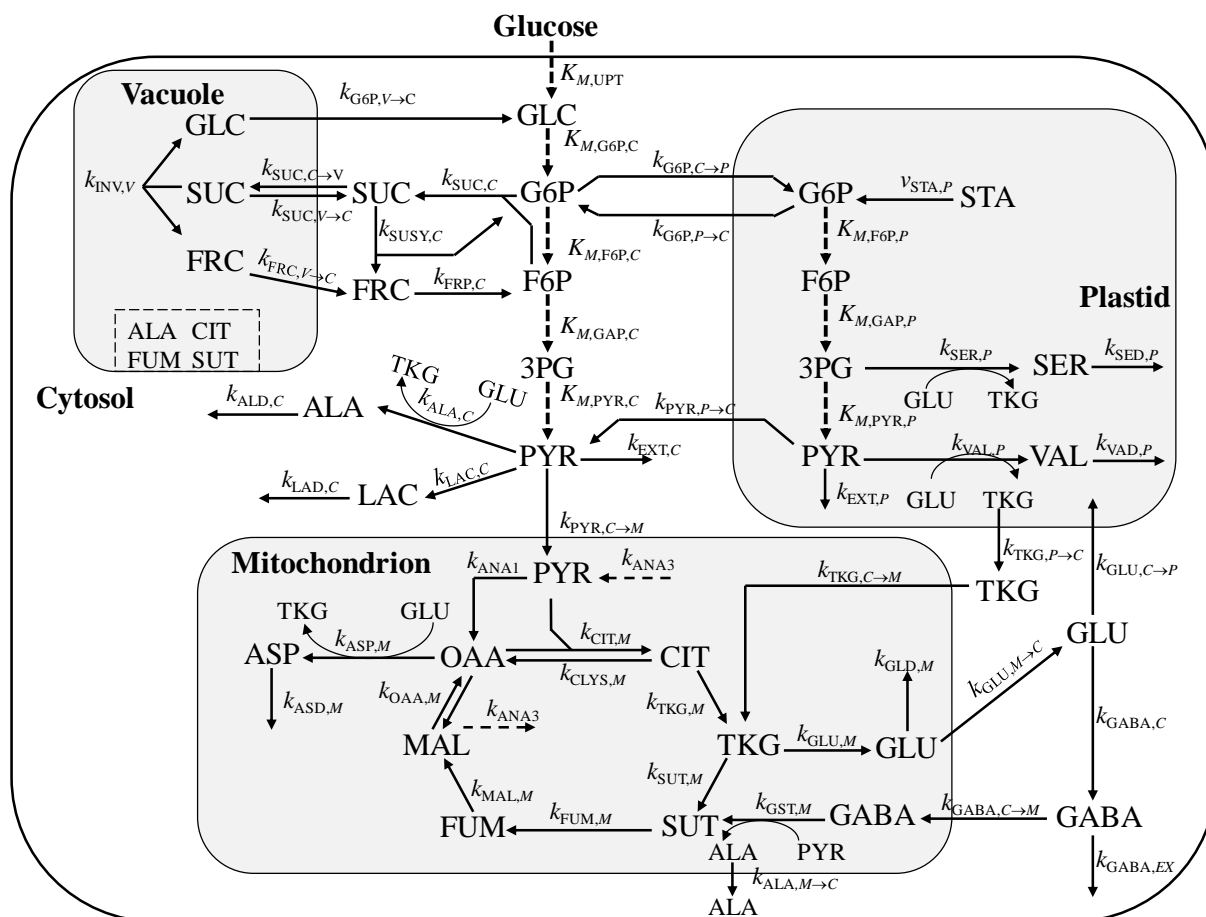 Glucose
K_M,UPT
Vacuole
k_G6P,V→C
GLC
GLC
K_M,G6P,C
k_INV,V
SUC
k_SUC,C→V
k_SUC,V→C
SUC
k_SUC,C
G6P
k_G6P,C→P
k_G6P,P→C
G6P
v_STA,P
STA
k_SUSY,C
K_M,F6P,C
K_M,F6P,P
FRC
k_FRC,V→C
FRC
k_FRP,C
F6P
F6P
Plastid
ALA CIT
FUM SUT
K_M,GAP,C
K_M,GAP,P
Cytosol
TKG
GLU
k_ALA,C
3PG
3PG
k_SER,P
SER
k_SED,P
GLU
TKG
k_ALD,C
ALA
K_M,PYR,C
k_PYR,P→C
K_M,PYR,P
PYR
k_EXT,C
PYR
k_VAL,P
VAL
k_VAD,P
k_LAD,C
LAC
k_LAC,C
k_EXT,P
GLU
TKG
k_PYR,C→M
k_TKG,P→C
Mitochondrion
k_ANA1
PYR
k_ANA3
k_TKG,C→M
TKG
k_GLU,C→P
TKG
GLU
k_ASP,M
ASP
OAA
k_CIT,M
k_CLYS,M
CIT
GLU
k_ASD,M
k_OAA,M
k_ANA3
k_TKG,M
k_GLD,M
k_GLU,M→C
MAL
TKG
k_GLU,M
GLU
k_GABA,C
k_MAL,M
k_SUT,M
FUM
k_FUM,M
SUT
k_GST,M
GABA
k_GABA,C→M
GABA
ALA
PYR
k_ALA,M→C
k_GABA,EX
ALA